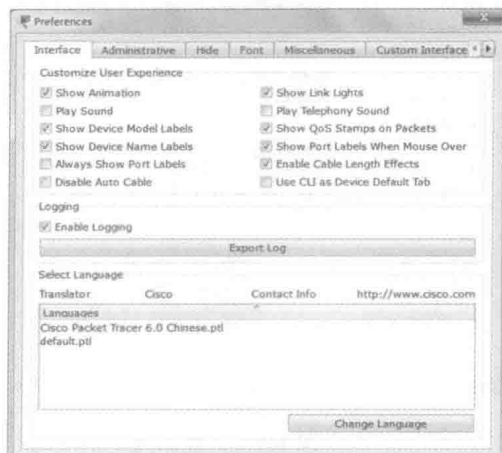 Preferences
Interface Administrative Hide Font Miscellaneous Custom Interface
Customize User Experience
Show Animation Show Link Lights
Play Sound Play Telephony Sound
Show Device Model Labels Show QoS Stamps on Packets
Show Device Name Labels Show Port Labels When Mouse Over
Always Show Port Labels Enable Cable Length Effects
Disable Auto Cable Use CLI as Device Default Tab
Logging
Enable Logging
Export Log
Select Language
Translator Cisco Contact Info http://www.cisco.com
Languages
Cisco Packet Tracer 6.0 Chinese.ptl
default.ptl
Change Language